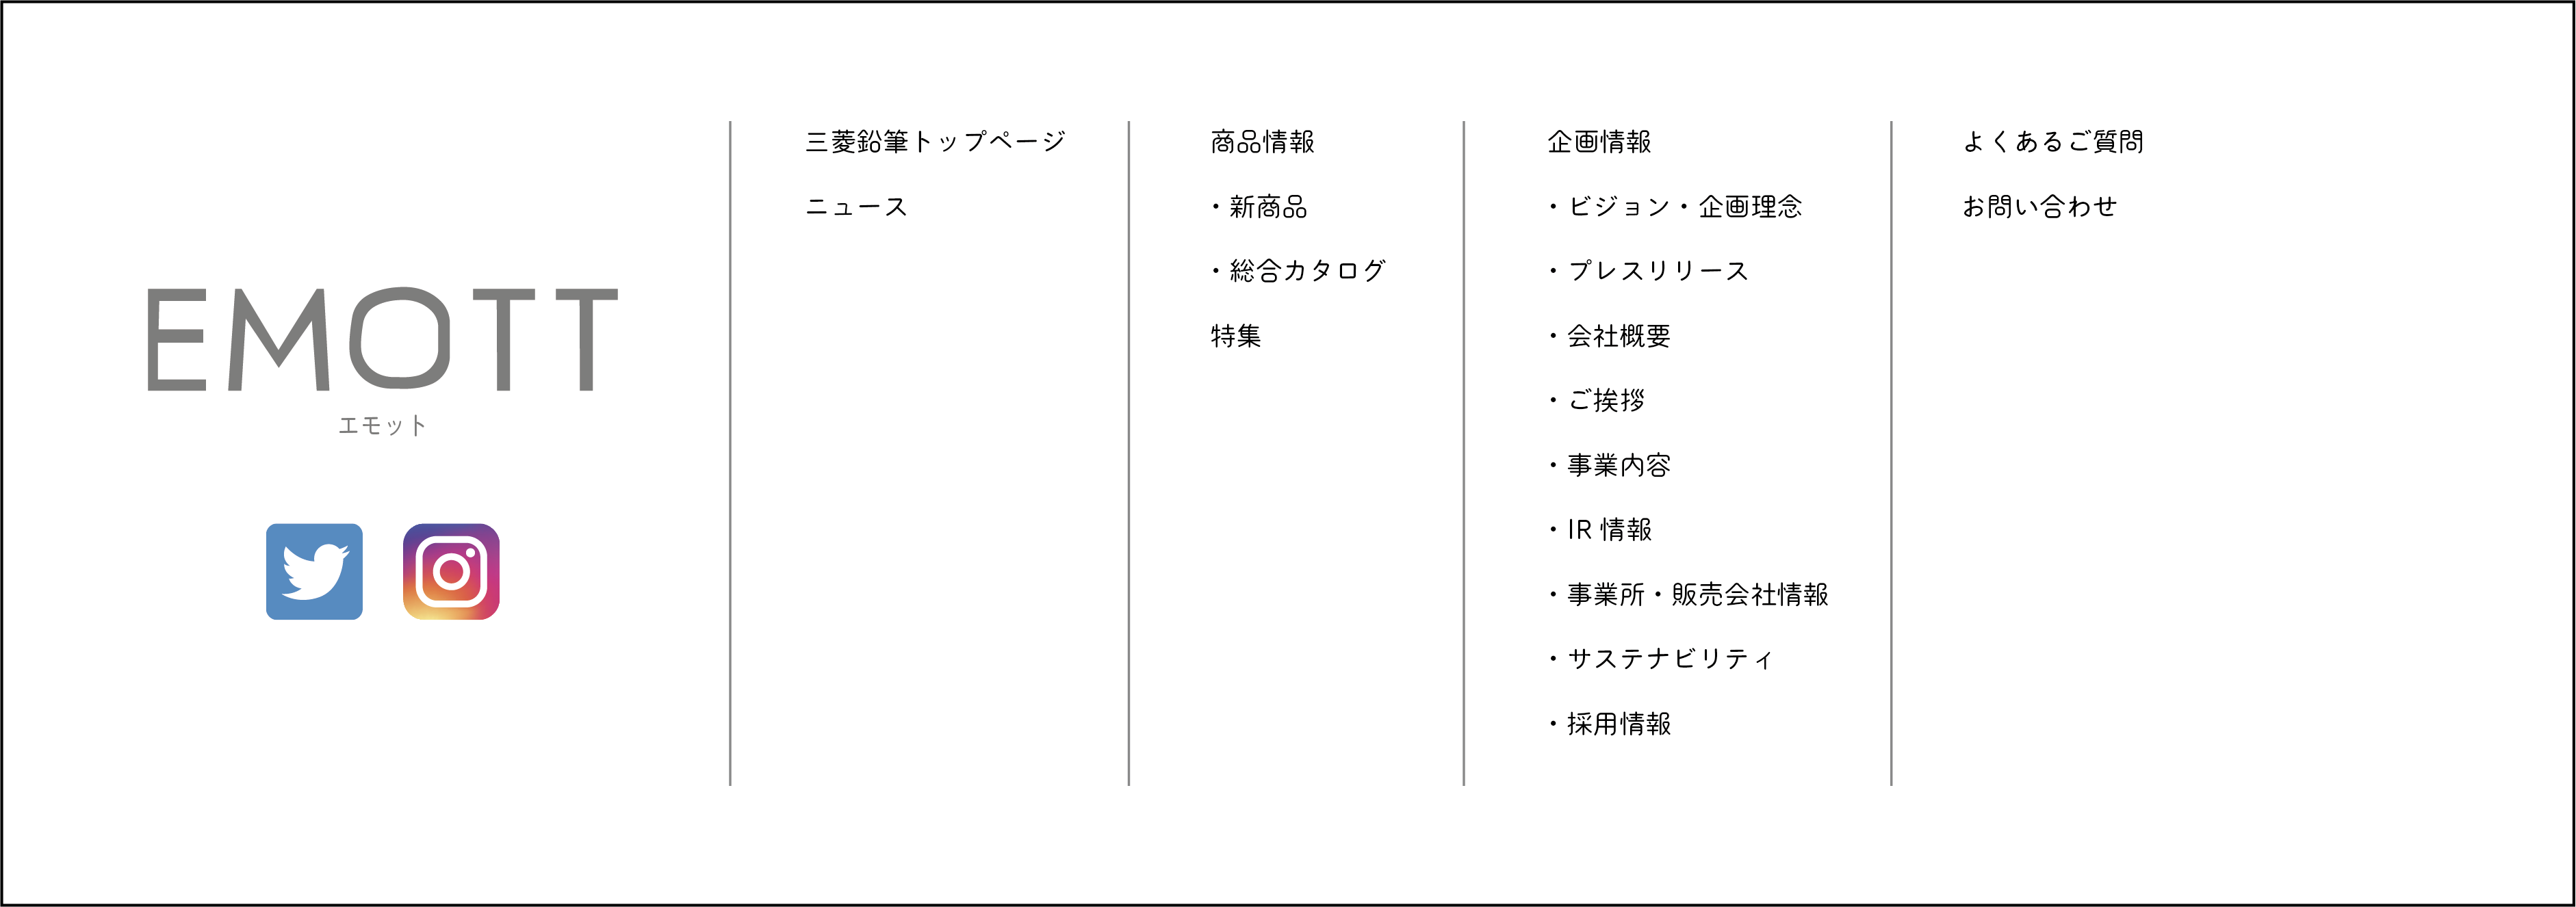 EMOTT
エモット
三菱鉛筆トップページ
ニュース
商品情報
・新商品
・総合カタログ
特集
企画情報
・ビジョン・企画理念
・プレスリリース
・会社概要
・ご挨拶
・事業内容
・IR 情報
・事業所・販売会社情報
・サステナビリティ
・採用情報
よくあるご質問
お問い合わせ